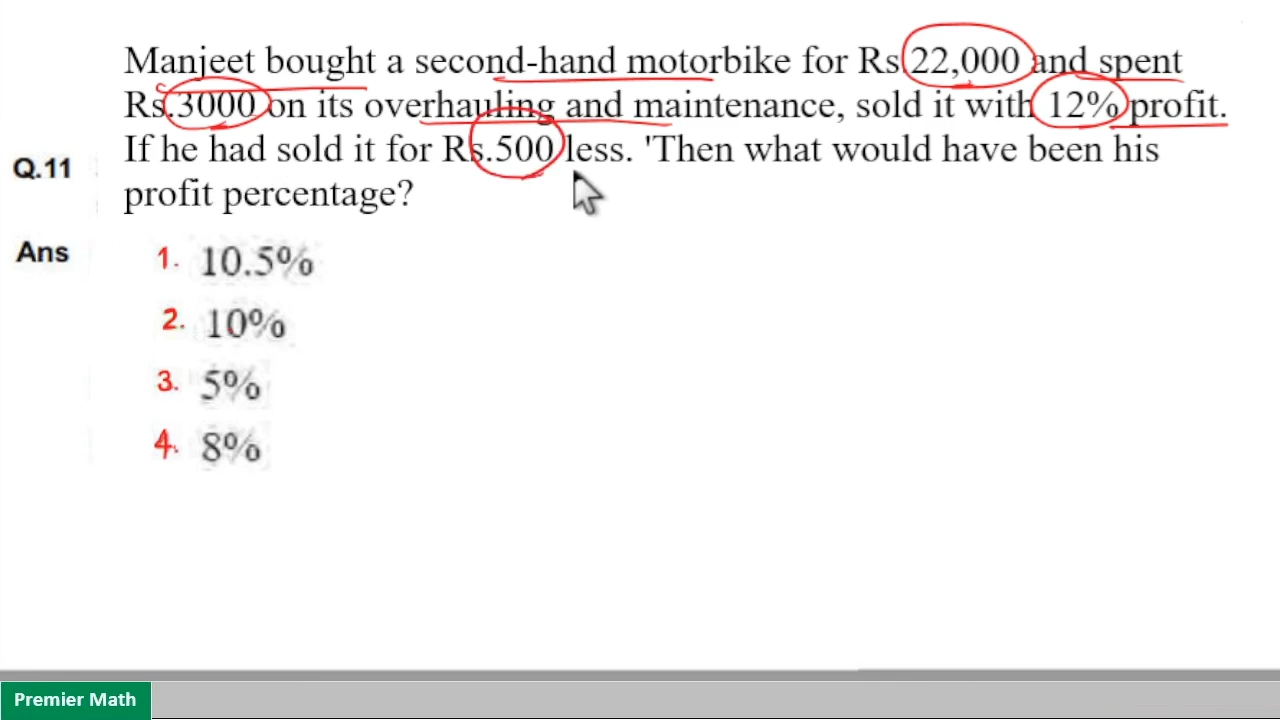 Manjeet bought a second-hand motorbike for Rs 22,000 and spent
Rs.3000 on its overhauling and maintenance, sold it with 12% profit.
If he had sold it for Rs.500 less. 'Then what would have been his
Q.11
profit percentage?
Ans
1. 10.5%
2. 10%
3. 5%
4. 8%
Premier Math